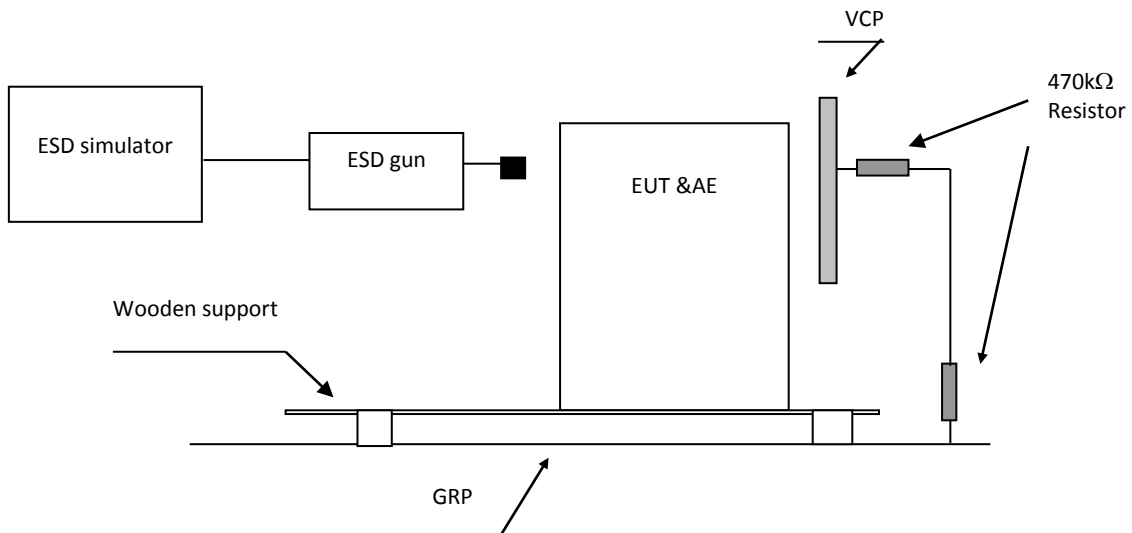 VCP
470kΩ
Resistor
ESD simulator
ESD gun
EUT &AE
Wooden support
GRP